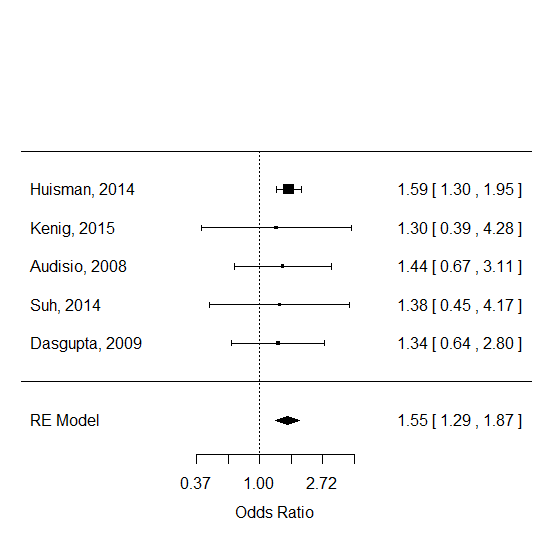 Huisman, 2014 1.59 [ 1.30 , 1.95 ]
Kenig, 2015 1.30 [ 0.39 , 4.28 ]
Audisio, 2008 1.44 [ 0.67 , 3.11 ]
Suh, 2014 1.38 [ 0.45 , 4.17 ]
Dasgupta, 2009 1.34 [ 0.64 , 2.80 ]
RE Model 1.55 [ 1.29 , 1.87 ]
0.37 1.00 2.72
Odds Ratio